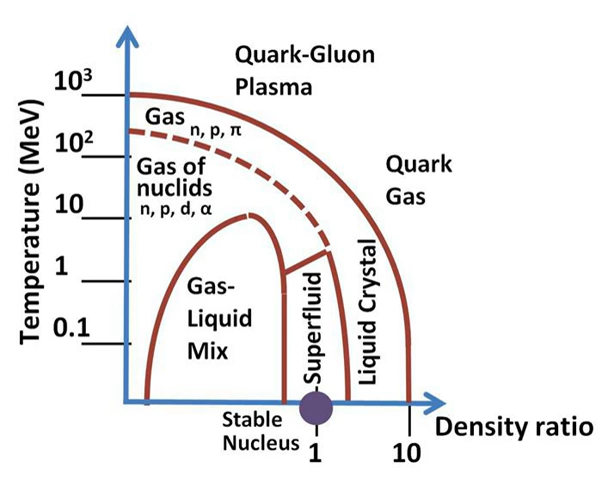 Quark-Gluon
Plasma
10³
Gas n, p, π
10²
Gas of
nuclids
n, p, d, α
Quark
Gas
10
1
0.1
Temperature (MeV)
Gas-
Liquid
Mix
Superfluid
Liquid Crystal
Stable
Nucleus
1
10
Density ratio